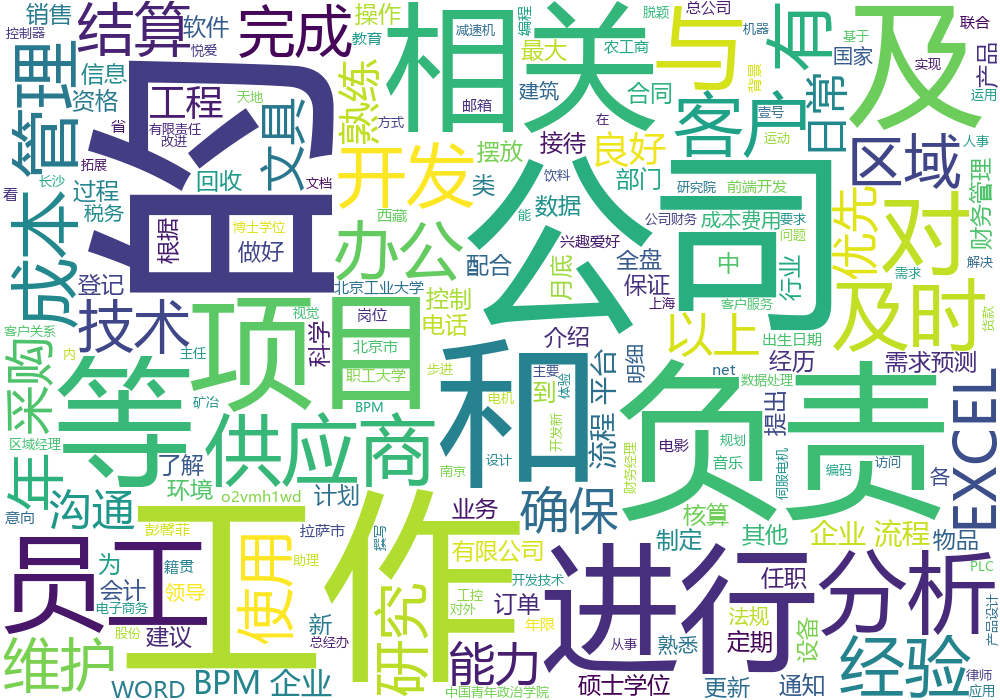 销售
结算
软件
完成
操作
相关
与
有
及
总公司
脱颖
联合
控制器
悦爱
教育
减速机
编程
最大
农工商
机器
基于
国家
产品
实现
管理
信息
资格
的
工程
天地
文具
熟练
邮箱
建筑
合同
背景
客户
日常
运用
省
有限责任
改进
方式
摆放
接待
在
良好
壹号
运动
区域
人事
拓展
看
长沙
过程
税务
回收
文档
开发
类
公司
饮料
部门
研究院
前端开发
财务管理
成本
西藏
能
数据
公司财务
成本费用
要求
问题
优先
对
博士学位
根据
做好
办公
兴趣爱好
全盘
中
行业
解决
登记
北京工业大学
配合
月底
保证
上海
客户服务
需求
及时
贷款
技术
视觉
岗位
控制
电话
项目
介绍
以上
出生日期
客户关系
内
主任
科学
北京市
明细
经历
需求预测
采购
等
职工大学
步进
和
主要
体验
到
平台
net
数据处理
提出
EXCEL
矿冶
BPM
电机
负责
区域经理
供应商
开发新
流程
财务经理
电影
规划
音乐
伺服电机
编码
访问
各
年
了解
环境
南京
设计
o2vmh1wd
计划
意向
沟通
彭馨菲
拉萨市
撰写
业务
确保
核算
企业 流程
物品
员工
工作
籍贯
为
会计
领导
助理
使用
有限公司
制定
其他
进行
任职
分析
PLC
电子商务
股份
建议
新
总经办
研究
工控
对外
开发技术
订单
年限
从事
熟悉
法规
定期
设备
产品设计
维护
WORD
BPM 企业
能力
中国青年政治学院
硕士学位
更新
通知
经验
律师
应用